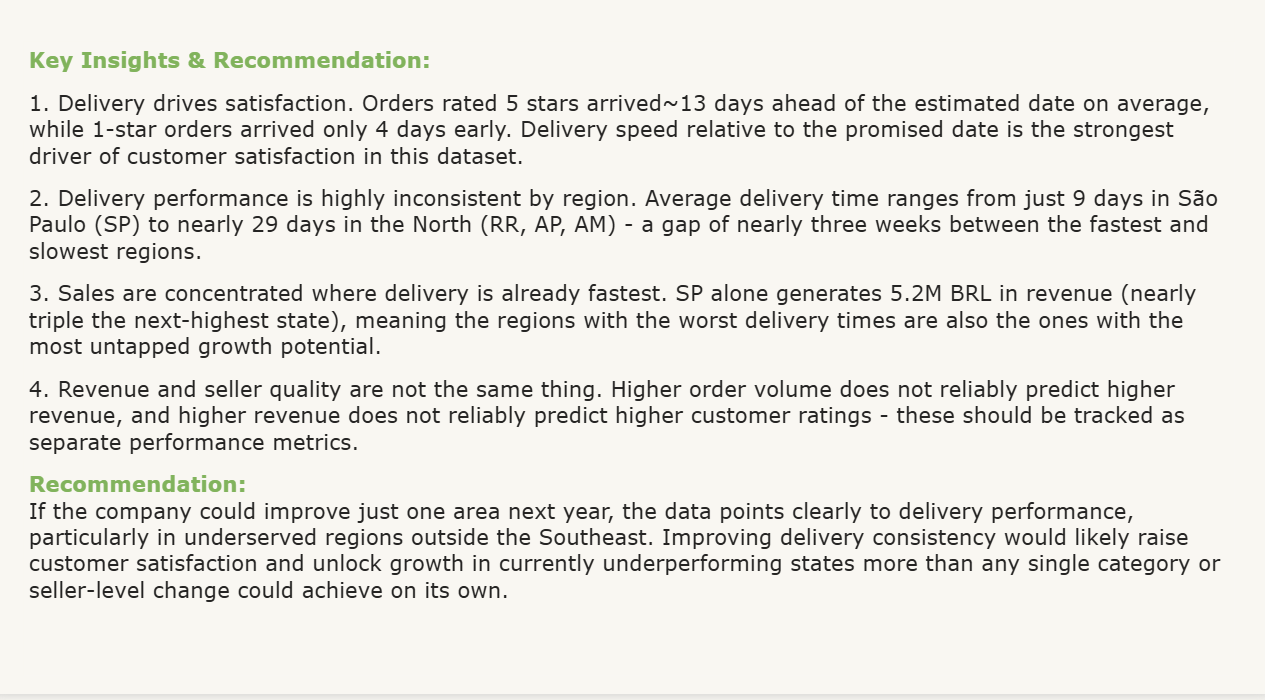 Key Insights & Recommendation:
1. Delivery drives satisfaction. Orders rated 5 stars arrived~13 days ahead of the estimated date on average,
while 1-star orders arrived only 4 days early. Delivery speed relative to the promised date is the strongest
driver of customer satisfaction in this dataset.
2. Delivery performance is highly inconsistent by region. Average delivery time ranges from just 9 days in São
Paulo (SP) to nearly 29 days in the North (RR, AP, AM) - a gap of nearly three weeks between the fastest and
slowest regions.
3. Sales are concentrated where delivery is already fastest. SP alone generates 5.2M BRL in revenue (nearly
triple the next-highest state), meaning the regions with the worst delivery times are also the ones with the
most untapped growth potential.
4. Revenue and seller quality are not the same thing. Higher order volume does not reliably predict higher
revenue, and higher revenue does not reliably predict higher customer ratings - these should be tracked as
separate performance metrics.
Recommendation:
If the company could improve just one area next year, the data points clearly to delivery performance,
particularly in underserved regions outside the Southeast. Improving delivery consistency would likely raise
customer satisfaction and unlock growth in currently underperforming states more than any single category or
seller-level change could achieve on its own.